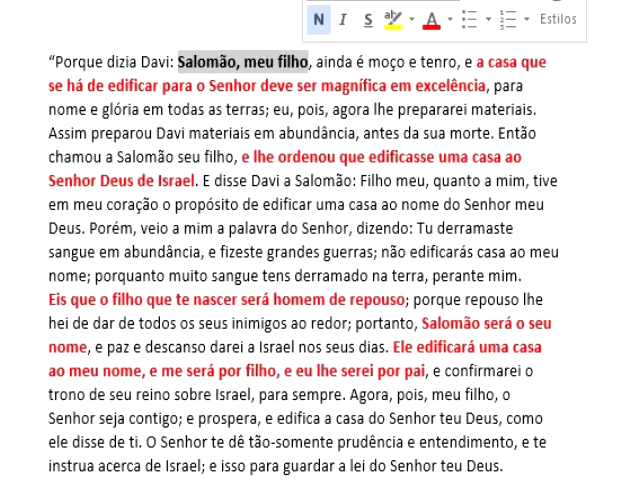 N I S ab A Estilos
“Porque dizia Davi: Salomão, meu filho, ainda é moço e tenro, e a casa que
se há de edificar para o Senhor deve ser magnífica em excelência, para
nome e glória em todas as terras; eu, pois, agora lhe prepararei materiais.
Assim preparou Davi materiais em abundância, antes da sua morte. Então
chamou a Salomão seu filho, e lhe ordenou que edificasse uma casa ao
Senhor Deus de Israel. E disse Davi a Salomão: Filho meu, quanto a mim, tive
em meu coração o propósito de edificar uma casa ao nome do Senhor meu
Deus. Porém, veio a mim a palavra do Senhor, dizendo: Tu derramaste
sangue em abundância, e fizeste grandes guerras; não edificarás casa ao meu
nome; porquanto muito sangue tens derramado na terra, perante mim.
Eis que o filho que te nascer será homem de repouso; porque repouso lhe
hei de dar de todos os seus inimigos ao redor; portanto, Salomão será o seu
nome, e paz e descanso darei a Israel nos seus dias. Ele edificará uma casa
ao meu nome, e me será por filho, e eu lhe serei por pai, e confirmarei o
trono de seu reino sobre Israel, para sempre. Agora, pois, meu filho, o
Senhor seja contigo; e prospera, e edifica a casa do Senhor teu Deus, como
ele disse de ti. O Senhor te dê tão-somente prudência e entendimento, e te
instrua acerca de Israel; e isso para guardar a lei do Senhor teu Deus.